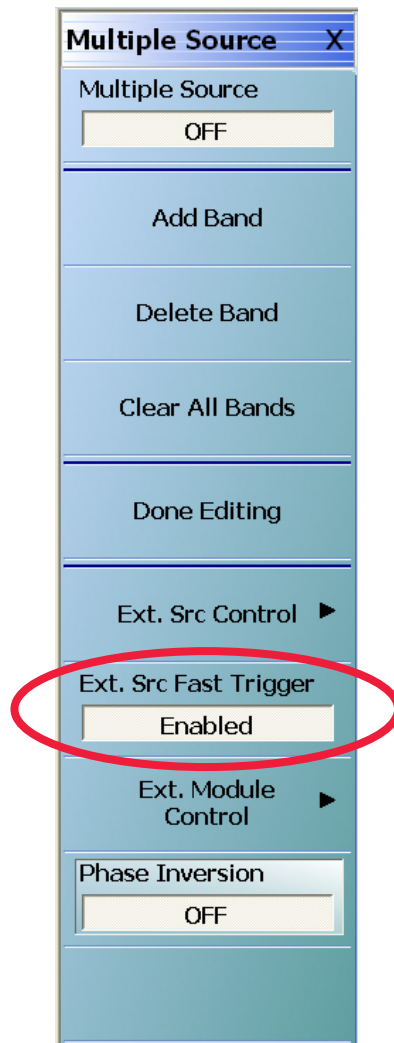 Multiple Source X
Multiple Source
OFF
Add Band
Delete Band
Clear All Bands
Done Editing
Ext. Src Control ►
Ext. Src Fast Trigger
Enabled
Ext. Module ►
Control
Phase Inversion
OFF